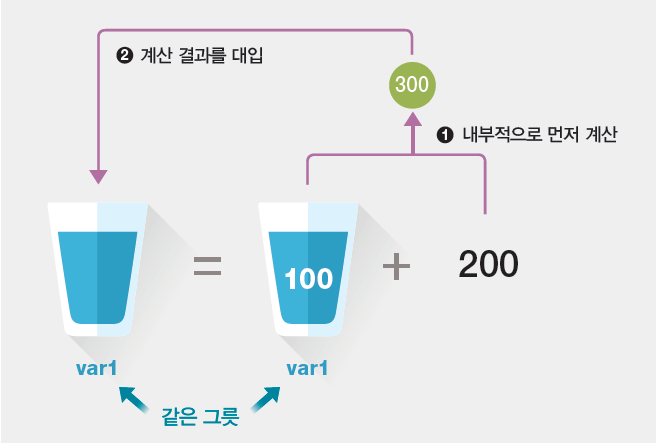 ❷ 계산 결과를 대입
300
❶ 내부적으로 먼저 계산
= 100 + 200
var1 var1
같은 그릇